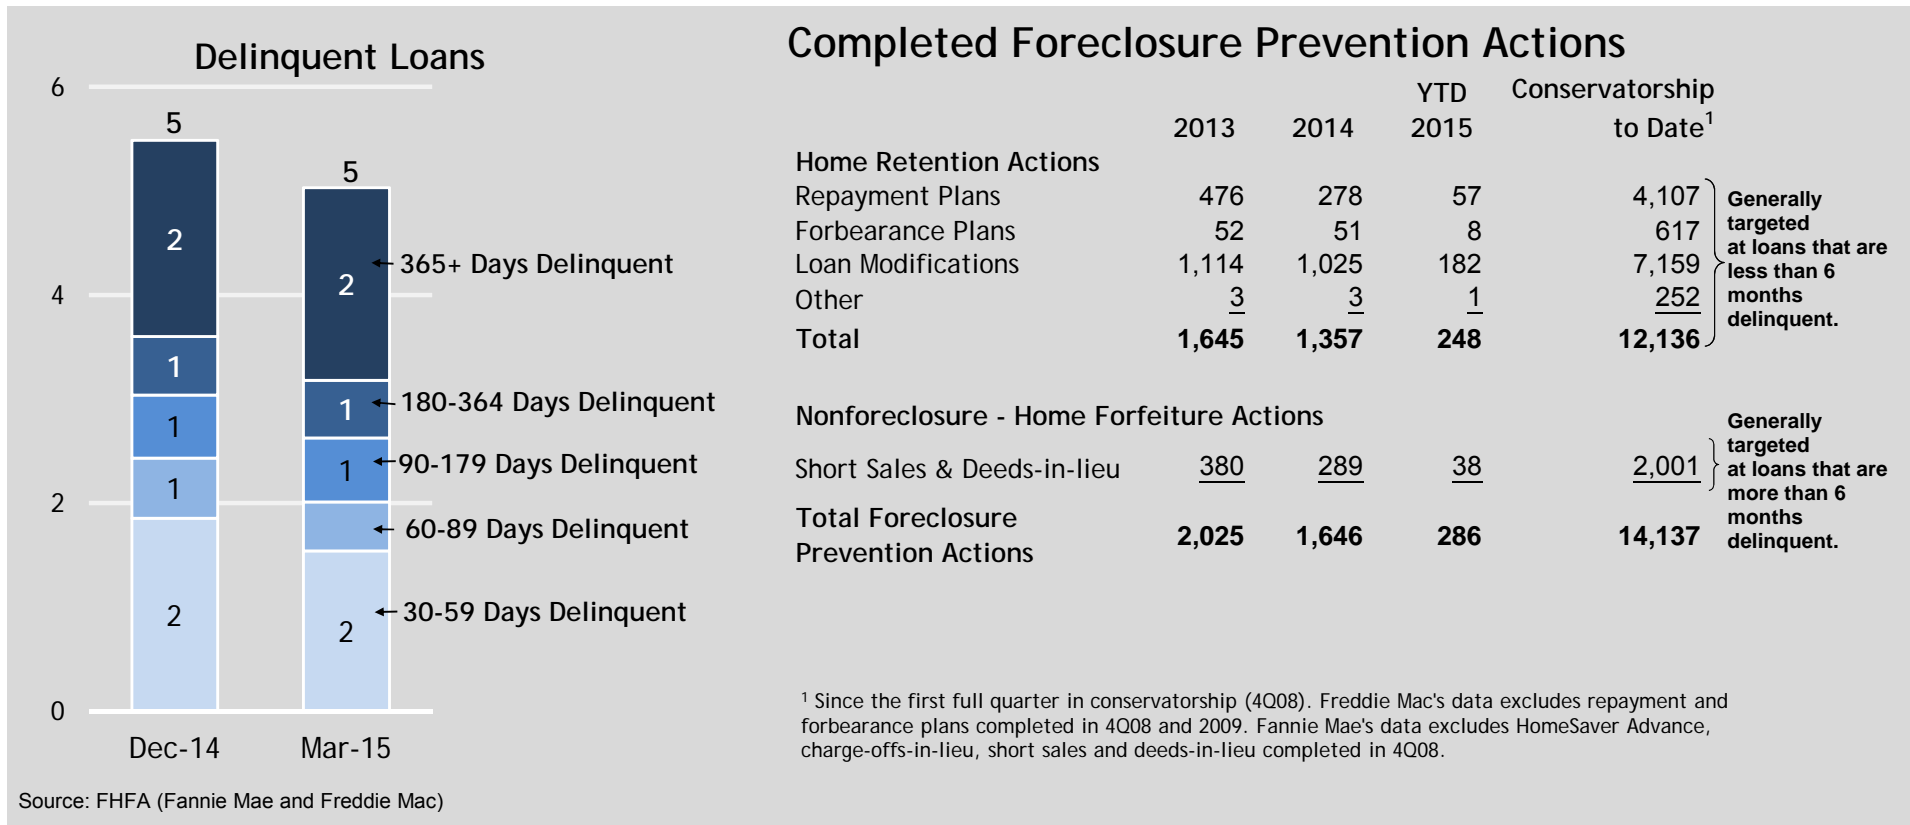 Delinquent Loans
6
4
2
0
5
2
1
1
1
2
5
2
1
1
2
365+ Days Delinquent
180-364 Days Delinquent
90-179 Days Delinquent
60-89 Days Delinquent
30-59 Days Delinquent
Dec-14 Mar-15
Source: FHFA (Fannie Mae and Freddie Mac)
Completed Foreclosure Prevention Actions
YTD Conservatorship
2013 2014 2015 to Date1
Home Retention Actions
Repayment Plans 476 278 57 4,107
Forbearance Plans 52 51 8 617
Loan Modifications 1,114 1,025 182 7,159
Other 3 3 1 252
Total 1,645 1,357 248 12,136
Generally
targeted
at loans that are
less than 6
months
delinquent.
Nonforeclosure - Home Forfeiture Actions
Short Sales & Deeds-in-lieu 380 289 38 2,001
Total Foreclosure
Prevention Actions 2,025 1,646 286 14,137
Generally
targeted
at loans that are
more than 6
months
delinquent.
1 Since the first full quarter in conservatorship (4Q08). Freddie Mac's data excludes repayment and
forbearance plans completed in 4Q08 and 2009. Fannie Mae's data excludes HomeSaver Advance,
charge-offs-in-lieu, short sales and deeds-in-lieu completed in 4Q08.